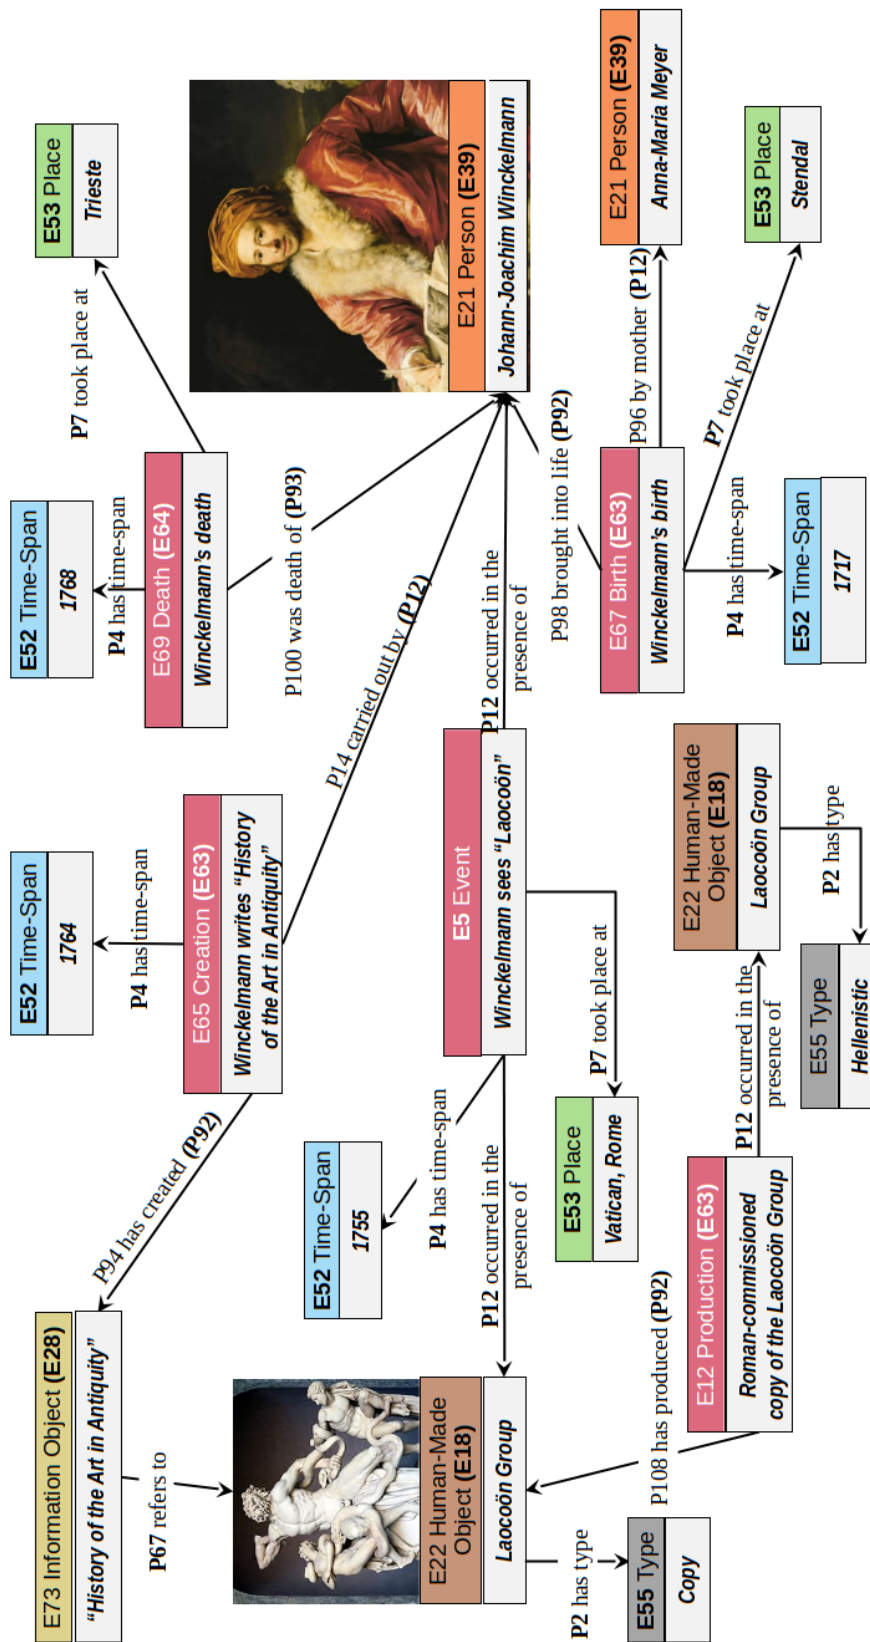 E73 Information Object (E28)
“History of the Art in Antiquity”
P94 has created (P92)
E52 Time-Span
1764
P4 has time-span
E65 Creation (E63)
Winckelmann writes “History
of the Art in Antiquity”
E52 Time-Span
1768
P4 has time-span
E69 Death (E64)
Winckelmann’s death
P7 took place at
E53 Place
Trieste
P67 refers to
P14 carried out by (P12)
P100 was death of (P93)
E21 Person (E39)
Johann-Joachim Winckelmann
E22 Human-Made
Object (E18)
Laocoön Group
E52 Time-Span
1755
P4 has time-span
P12 occurred in the
presence of
E5 Event
Winckelmann sees “Laocoön”
P12 occurred in the
presence of
P98 brought into life (P92)
P7 took place at
E53 Place
Vatican, Rome
E67 Birth (E63)
Winckelmann’s birth
P96 by mother (P12)
E21 Person (E39)
Anna-Maria Meyer
P2 has type
E55 Type
Copy
P108 has produced (P92)
E12 Production (E63)
Roman-commissioned
copy of the Laocoön Group
P12 occurred in the
presence of
E22 Human-Made
Object (E18)
Laocoön Group
P2 has type
E55 Type
Hellenistic
P4 has time-span
E52 Time-Span
1717
P7 took place at
E53 Place
Stendal